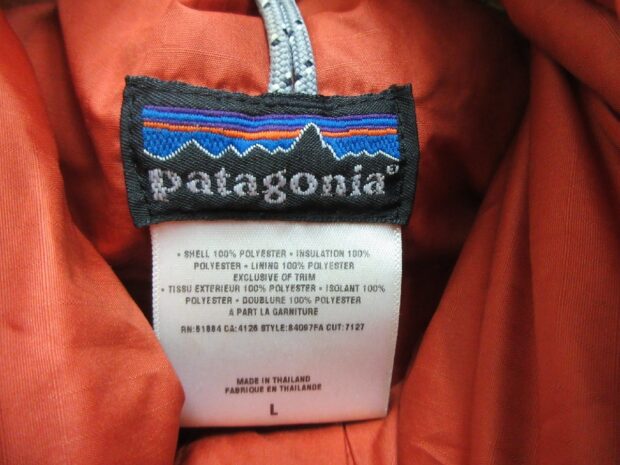 patagonia®
• SHELL 100% POLYESTER • INSULATION 100%
POLYESTER • LINING 100% POLYESTER
EXCLUSIVE OF TRIM
• TISSU EXTERIEUR 100% POLYESTER • ISOLANT 100%
POLYESTER • DOUBLURE 100% POLYESTER
A PART LA GARNITURE
RN:51884 CA:4126 STYLE:84097FA CUT:7127
MADE IN THAILAND
FABRIQUE EN THAILANDE
L